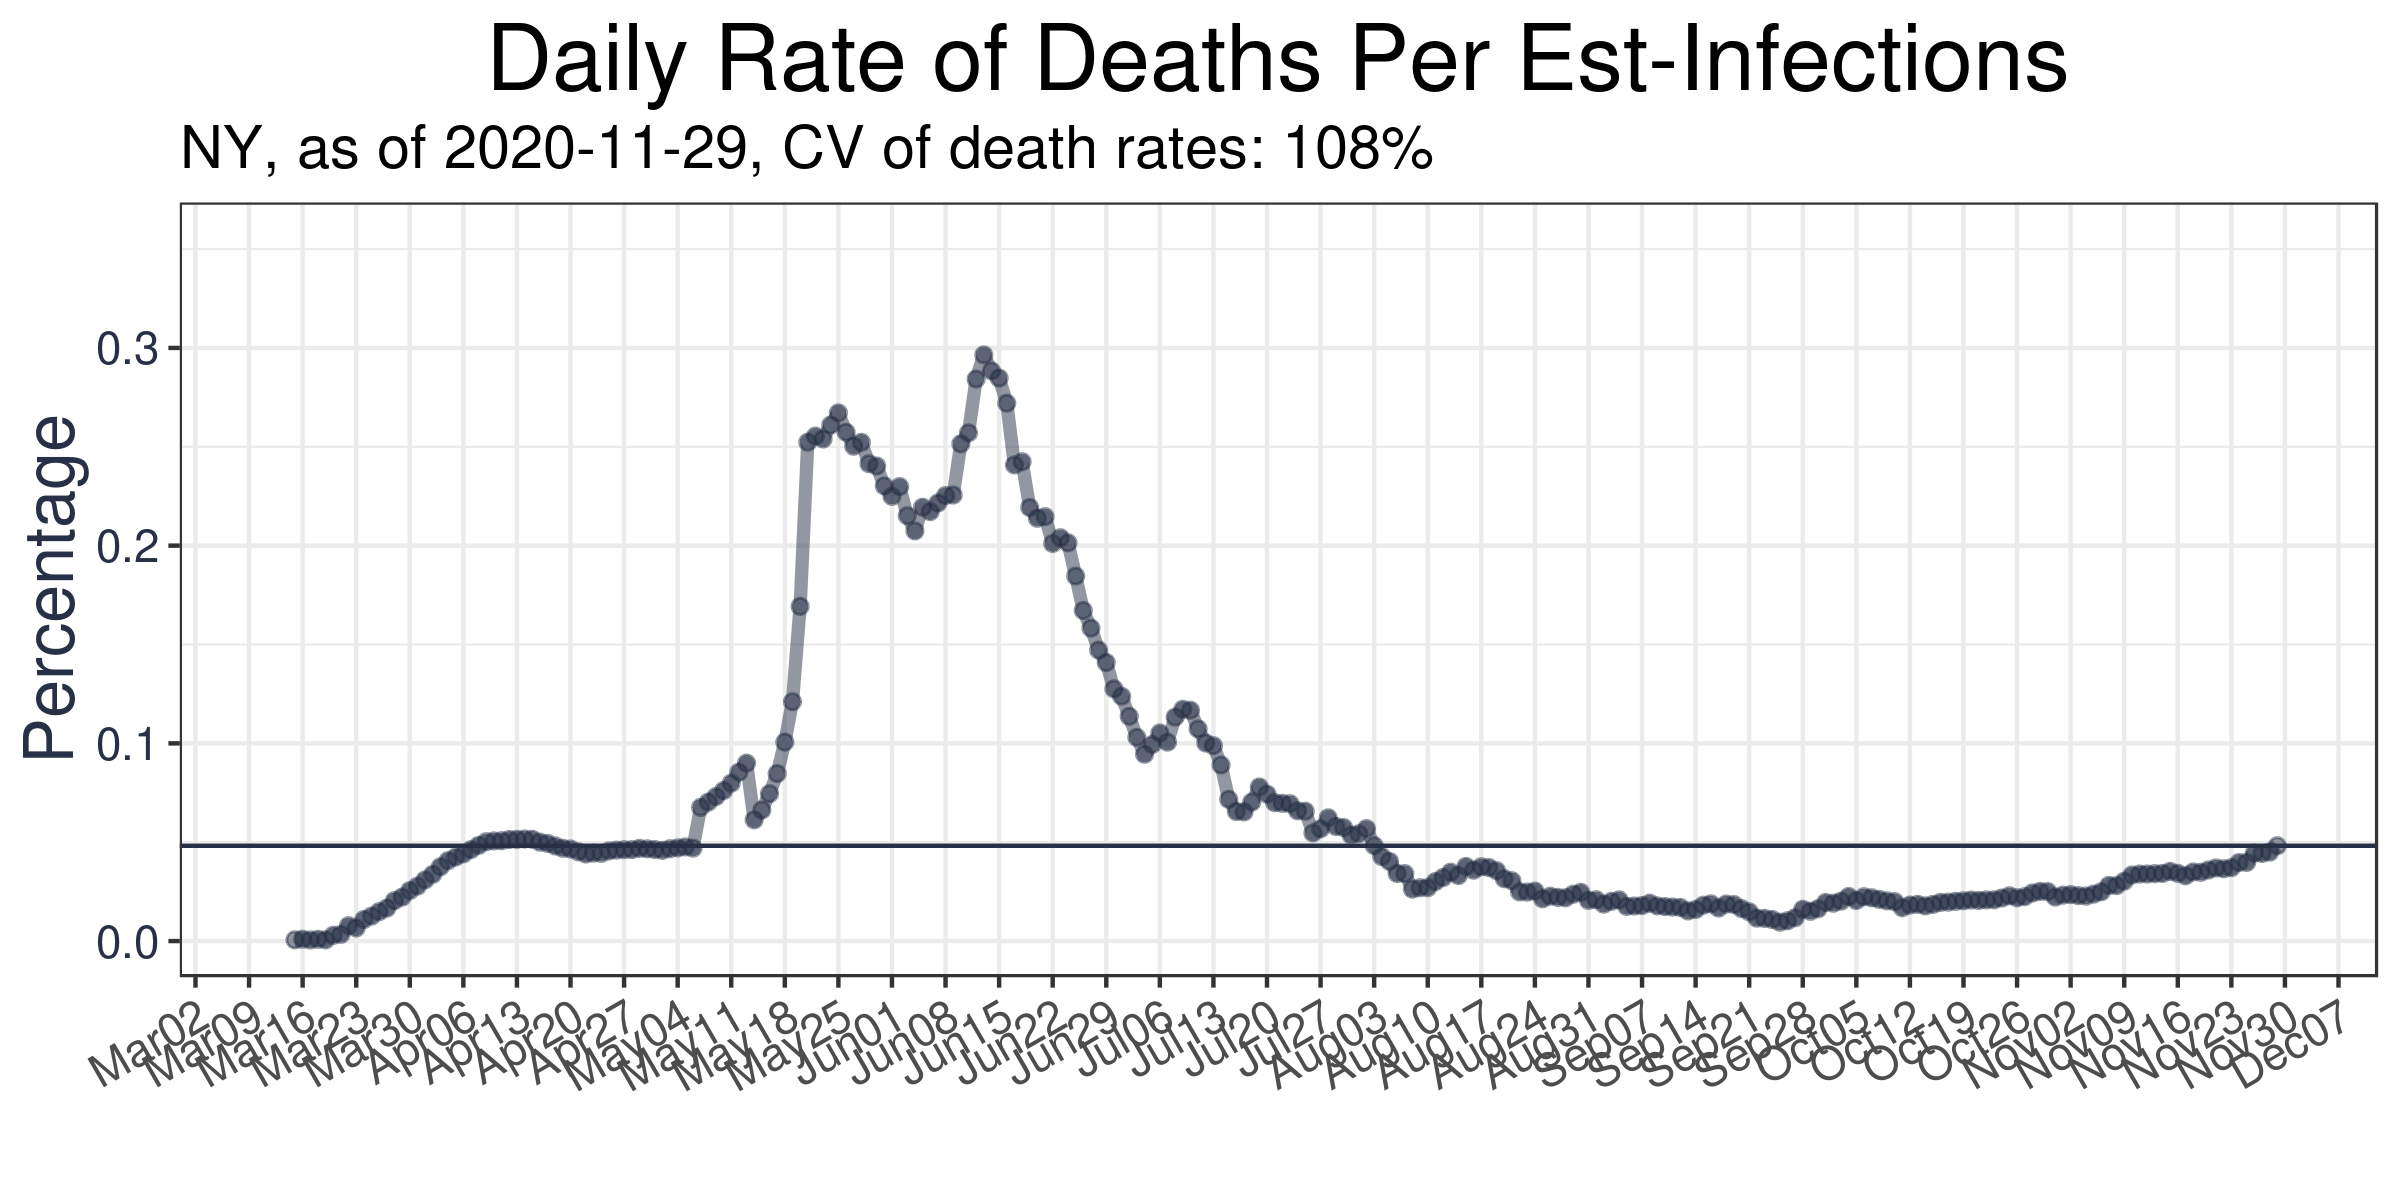 Daily Rate of Deaths Per Est-Infections
NY, as of 2020-11-29, CV of death rates: 108%
Percentage
0.3
0.2
0.1
0.0
Mar02
Mar09
Mar16
Mar23
Mar30
Apr06
Apr13
Apr20
Apr27
May04
May11
May18
May25
Jun01
Jun08
Jun15
Jun22
Jun29
Jul06
Jul13
Jul20
Jul27
Aug03
Aug10
Aug17
Aug24
Aug31
Sep07
Sep14
Sep21
Sep28
Oct05
Oct12
Oct19
Oct26
Nov02
Nov09
Nov16
Nov23
Nov30
Dec07